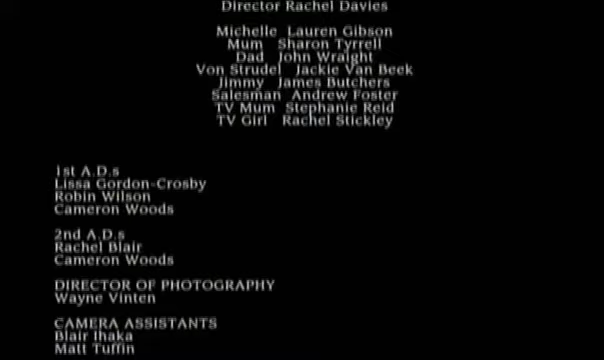 Director Rachel Davies
Michelle Lauren Gibson
Mum Sharon Tyrrell
Dad John Wraight
Von Strudel Jackie Van Beek
Jimmy James Butchers
Salesman Andrew Foster
TV Mum Stephanie Reid
TV Girl Rachel Stickley
1st A.D.s
Lissa Gordon-Crosby
Robin Wilson
Cameron Woods
2nd A.D.s
Rachel Blair
Cameron Woods
DIRECTOR OF PHOTOGRAPHY
Wayne Vinten
CAMERA ASSISTANTS
Blair Ihaka
Matt Tuffin